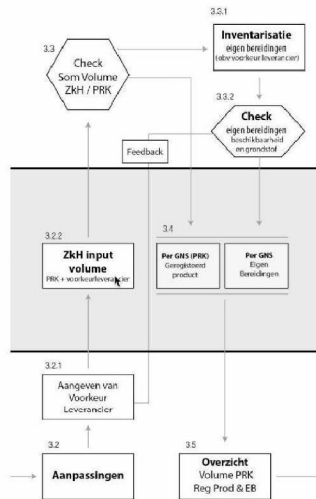 3.3.1
Inventarisatie
eigen bereidingen
(obv voorkeur leverancier)
3.3
Check
Som Volume
ZkH / PRK
3.3.2
Check
eigen bereidingen
beschikbaarheid
en grondstof
Feedback
3.2.2
ZkH input
volume
PRK + voorkeurleverancier
3.4
Per GNS (PRK)
Geregistreerd
product
Per GNS
Eigen
Bereidingen
3.2.1
Aangeven van
Voorkeur
Leverancier
3.2
Aanpassingen
3.5
Overzicht
Volume PRK
Reg Prod & EB